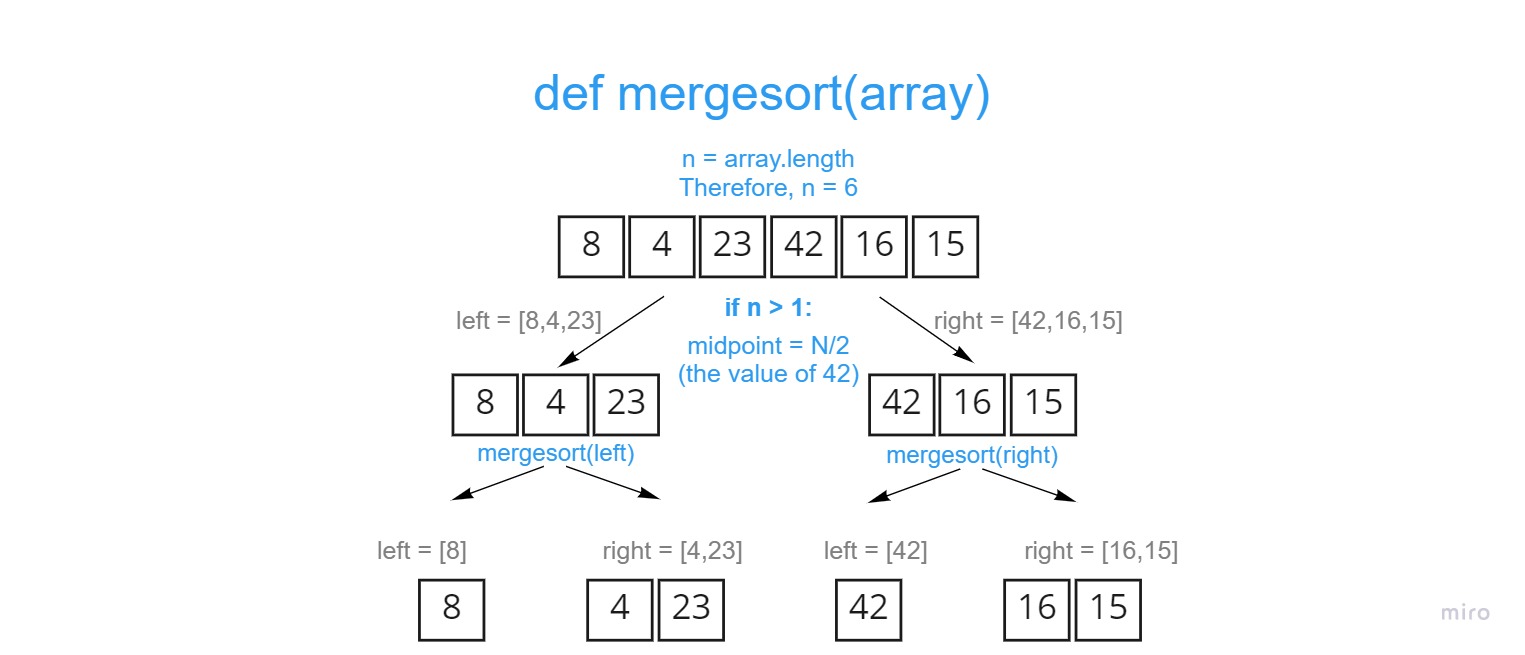 def mergesort(array)
n = array.length
Therefore, n = 6
8 4 23 42 16 15
left = [8,4,23]
if n > 1:
right = [42,16,15]
midpoint = N/2
(the value of 42)
8 4 23
42 16 15
mergesort(left)
mergesort(right)
left = [8]
right = [4,23]
left = [42]
right = [16,15]
8
4 23
42
16 15
miro